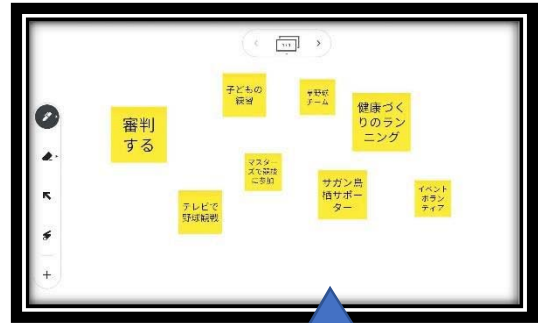 1/1
子どもの
練習
草野球
チーム
健康づく
りのラン
ニング
審判
する
マスター
ズで競技
に参加
サガン鳥
栖サポー
ター
イベント
ボラン
ティア
テレビで
野球観戦